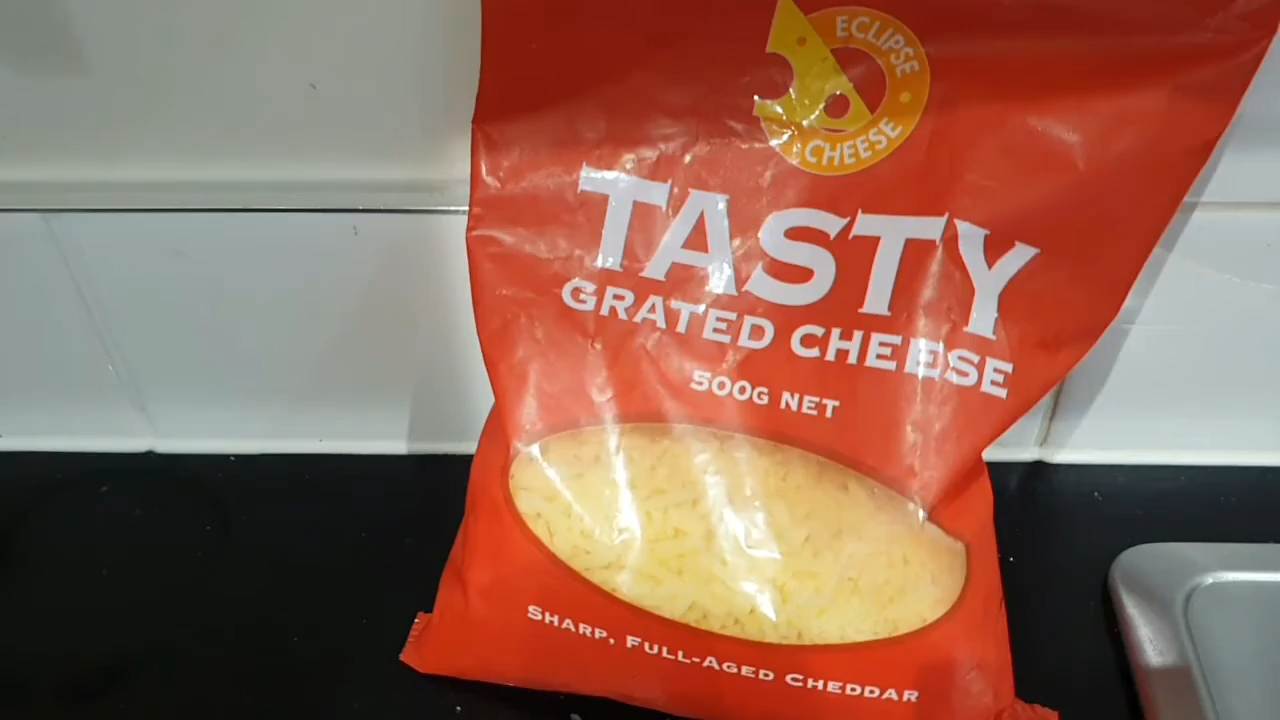 ECLIPSE
CHEESE
TASTY
GRATED CHEESE
500G NET
SHARP, FULL-AGED CHEDDAR